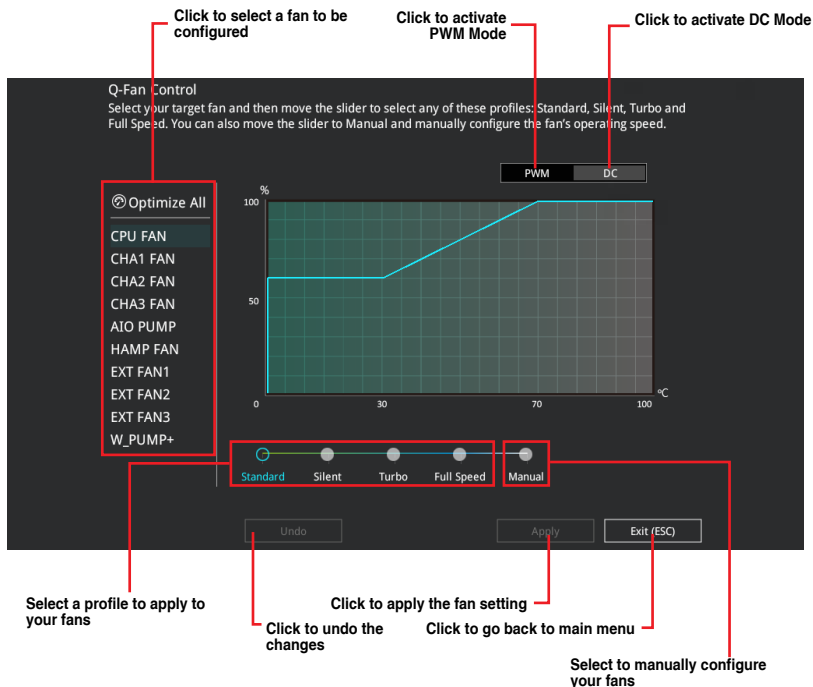 Click to select a fan to be
configured
Click to activate
PWM Mode
Click to activate DC Mode
Q-Fan Control
Select your target fan and then move the slider to select any of these profiles: Standard, Silent, Turbo and
Full Speed. You can also move the slider to Manual and manually configure the fan's operating speed.
PWM
DC
Optimize All
CPU FAN
CHA1 FAN
CHA2 FAN
CHA3 FAN
AIO PUMP
HAMP FAN
EXT FAN1
EXT FAN2
EXT FAN3
W_PUMP+
%
100
50
0
30
70
100
°C
Standard
Silent
Turbo
Full Speed
Manual
Undo
Apply
Exit (ESC)
Select a profile to apply to
your fans
Click to undo the
changes
Click to apply the fan setting
Click to go back to main menu
Select to manually configure
your fans